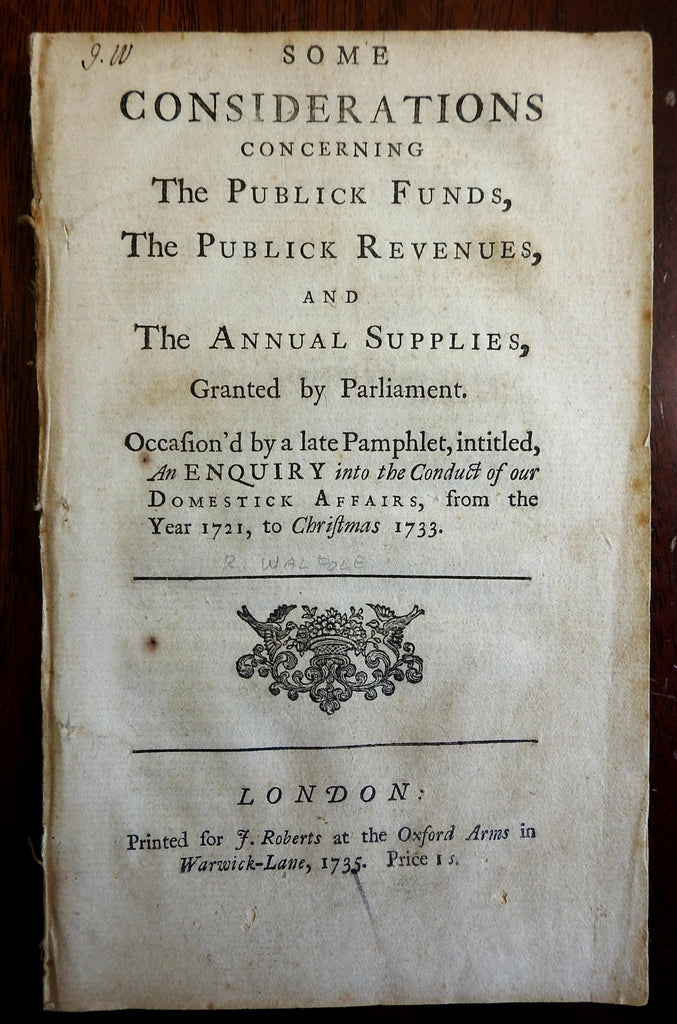 J. W
SOME
CONSIDERATIONS
CONCERNING
The PUBLICK FUNDS,
The PUBLICK REVENUES,
AND
The ANNUAL SUPPLIES,
Granted by Parliament.
Occaſion'd by a late Pamphlet, intitled,
An ENQUIRY into the Conduct of our
DOMESTICK AFFAIRS, from the
Year 1721, to Chriſtmas 1733.
R. WALPOLE
LONDON:
Printed for J. Roberts at the Oxford Arms in
Warwick-Lane, 1735. Price 1 s.